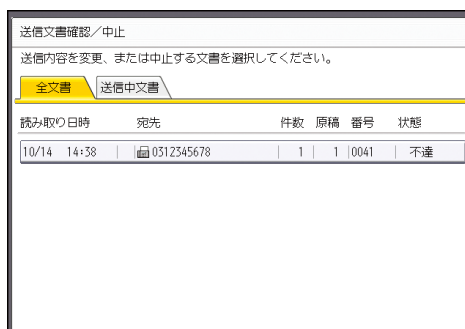 送信文書確認／中止
送信内容を変更、または中止する文書を選択してください。
全文書 送信中文書
読み取り日時 宛先 件数 原稿 番号 状態
10/14 14:38 0312345678 1 1 0041 不達